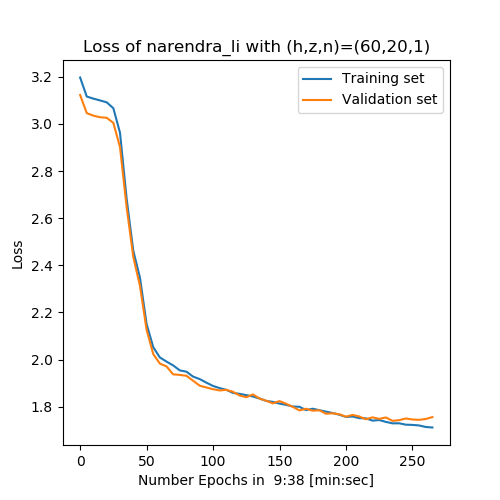 Loss of narendra_li with (h,z,n)=(60,20,1)
Training set
Validation set
3.2
3.0
2.8
2.6
2.4
2.2
2.0
1.8
Loss
0 50 100 150 200 250
Number Epochs in  9:38 [min:sec]